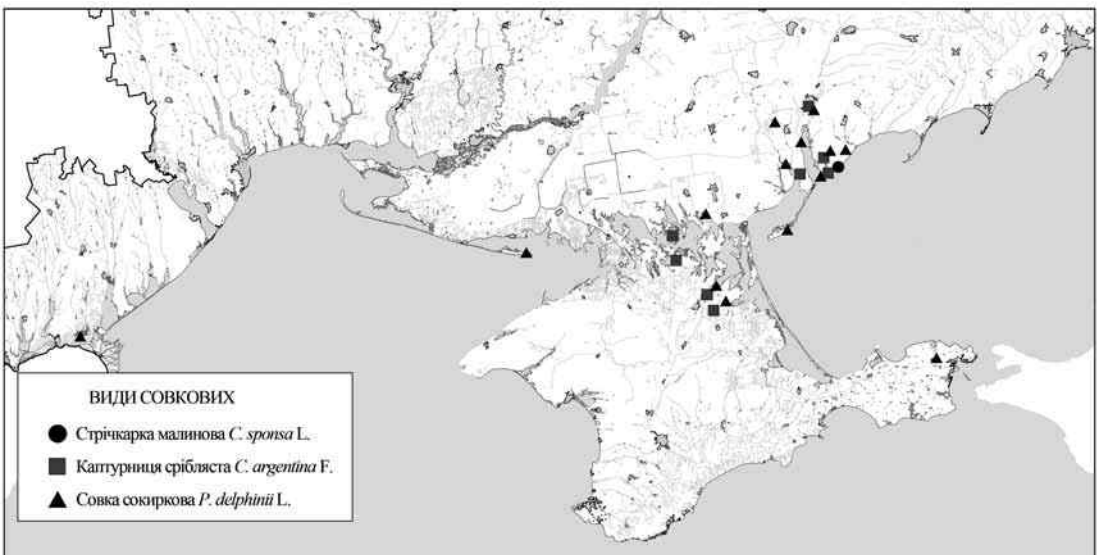 ВИДИ СОВКОВИХ
Стрічкарка малинова C. sponsa L.
Каптурниця срібляста C. argentina F.
Совка сокиркова P. delphinii L.